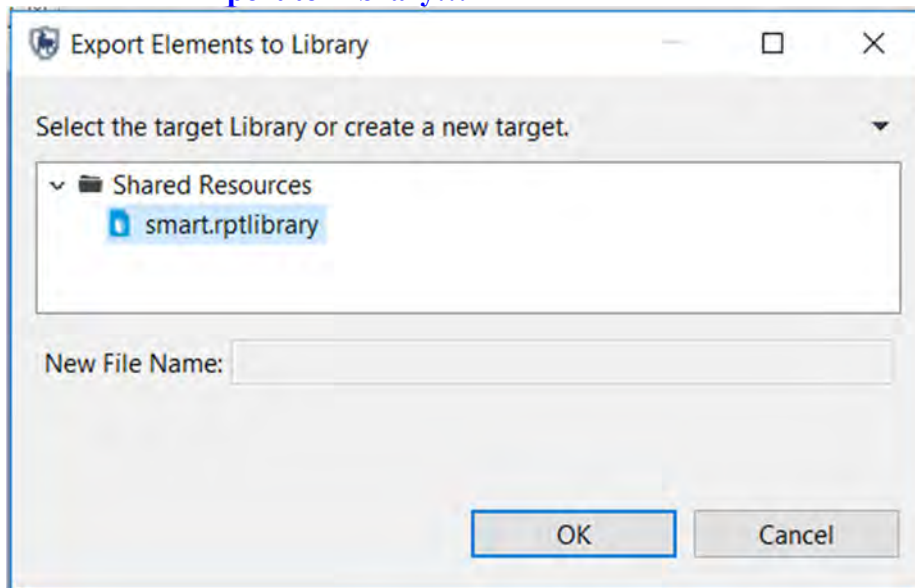 Export Elements to Library
Select the target Library or create a new target.
Shared Resources
smart.rptlibrary
New File Name:
OK
Cancel